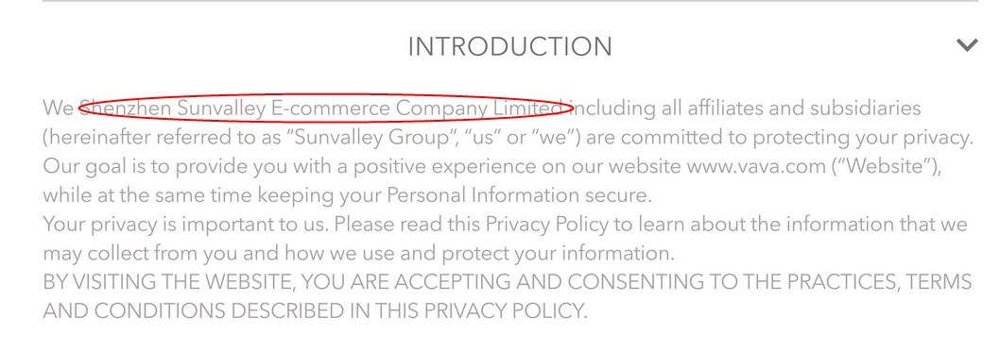 INTRODUCTION
We Shenzhen Sunvalley E-commerce Company Limited including all affiliates and subsidiaries
(hereinafter referred to as “Sunvalley Group”, “us” or “we”) are committed to protecting your privacy.
Our goal is to provide you with a positive experience on our website www.vava.com (“Website”),
while at the same time keeping your Personal Information secure.
Your privacy is important to us. Please read this Privacy Policy to learn about the information that we
may collect from you and how we use and protect your information.
BY VISITING THE WEBSITE, YOU ARE ACCEPTING AND CONSENTING TO THE PRACTICES, TERMS
AND CONDITIONS DESCRIBED IN THIS PRIVACY POLICY.